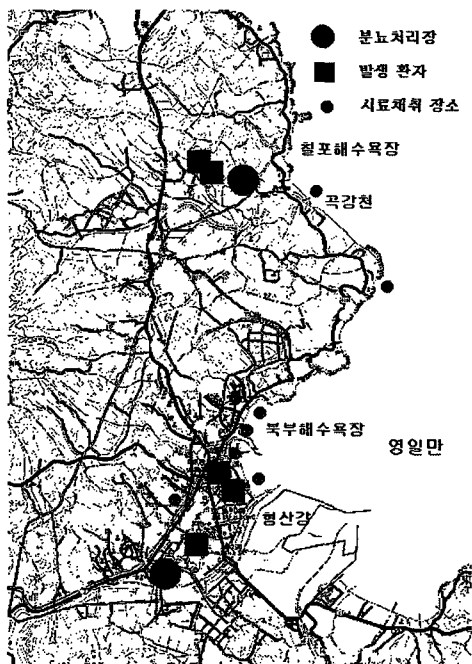 분뇨처리장
발생 환자
시료채취 장소
칠포해수욕장
곡강천
북부해수욕장
영일만
형산강